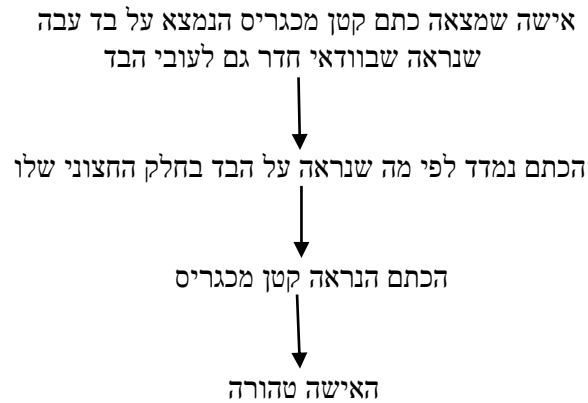 אישה שמצאה כתם קטן מכגריס הנמצא על בד עבה
שנראה שבוודאי חדר גם לעובי הבד
הכתם נמדד לפי מה שנראה על הבד בחלק החצוני שלו
הכתם הנראה קטן מכגריס
האישה טהורה